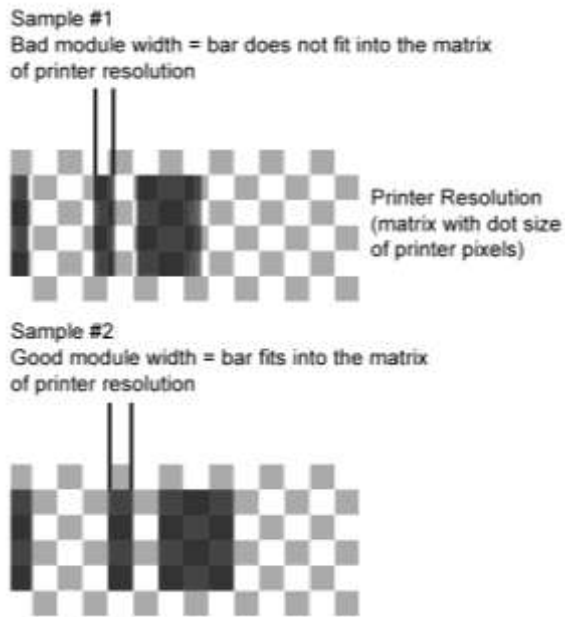 Sample #1
Bad module width = bar does not fit into the matrix
of printer resolution
Printer Resolution
(matrix with dot size
of printer pixels)
Sample #2
Good module width = bar fits into the matrix
of printer resolution